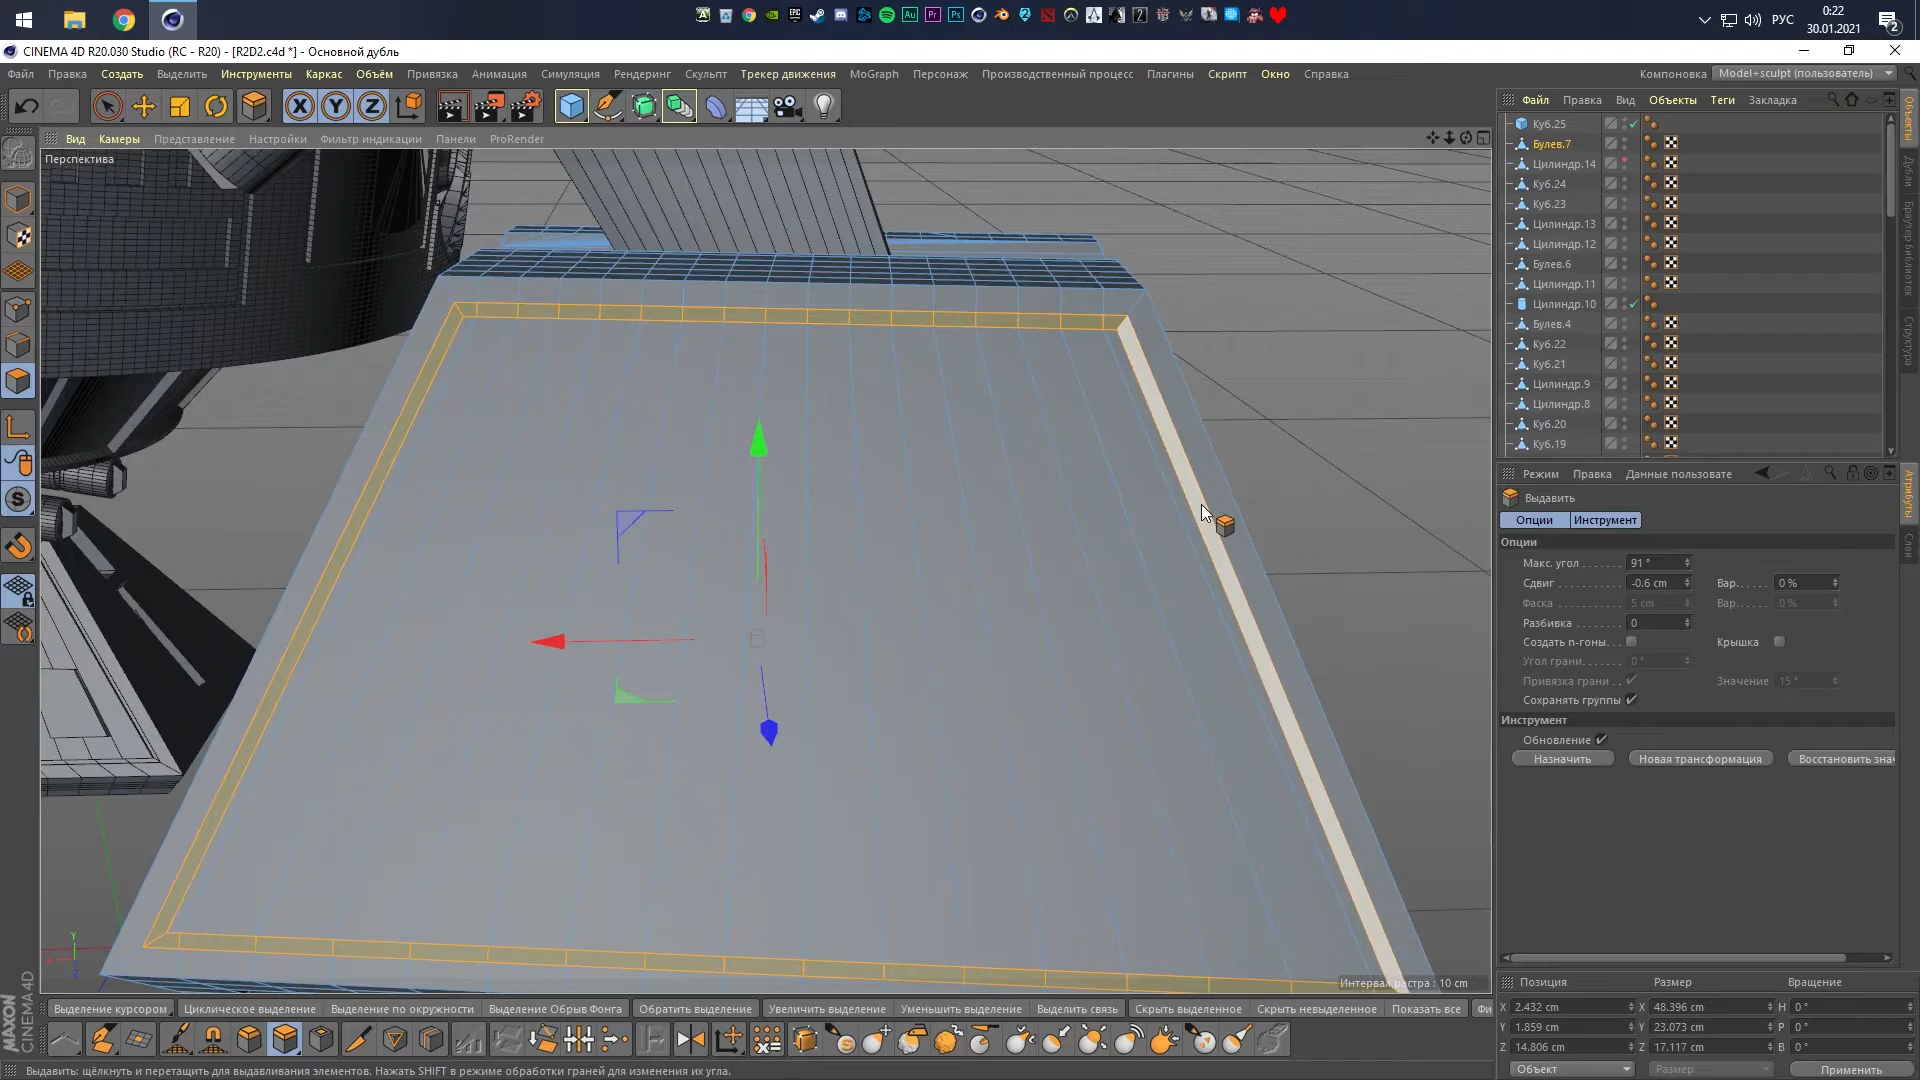 РУС
0:22
30.01.2021
2
CINEMA 4D R20.030 Studio (RC - R20) - [R2D2.c4d *] - Основной дубль
Файл Правка Создать Выделить Инструменты Каркас Объём Привязка Анимация Симуляция Рендеринг Скульпт Трекер движения MoGraph Персонаж Производственный процесс Плагины Скрипт Окно Справка
Компоновка Model+sculpt (пользователь)
Вид Камеры Представление Настройки Фильтр индикации Панели ProRender
Перспектива
Файл Правка Вид Объекты Теги Закладка
Куб.25
Булев.7
Цилиндр.14
Куб.24
Куб.23
Цилиндр.13
Цилиндр.12
Булев.6
Цилиндр.11
Цилиндр.10
Булев.4
Куб.22
Куб.21
Цилиндр.9
Цилиндр.8
Куб.20
Куб.19
Объекты
Дубли
Браузер библиотек
Структура
Атрибуты
Слои
Режим Правка Данные пользовате
Выдавить
Опции Инструмент
Опции
Макс. угол . . . . . . . 91 °
Сдвиг . . . . . . . . . . -0.6 cm Вар. . . . . . 0 %
Фаска . . . . . . . . . . 5 cm Вар. . . . . . 0 %
Разбивка . . . . . . . . 0
Создать n-гоны. . . Крышка
Угол грани. . . . . . . 0 °
Привязка грани . . Значение 15 °
Сохранять группы
Инструмент
Обновление
Назначить Новая трансформация Восстановить зна
Интервал растра : 10 cm
Y
X
Z
Позиция Размер Вращение
X 2.432 cm X 48.396 cm H 0 °
Y 1.859 cm Y 23.073 cm P 0 °
Z 14.806 cm Z 17.117 cm B 0 °
Объект Размер Применить
Выделение курсором Циклическое выделение Выделение по окружности Выделение Обрыв Фонга Обратить выделение Увеличить выделение Уменьшить выделение Выделить связь Скрыть выделенное Скрыть невыделенное Показать все Фи
MAXON
CINEMA 4D
Выдавить: щёлкнуть и перетащить для выдавливания элементов. Нажать SHIFT в режиме обработки граней для изменения их угла.